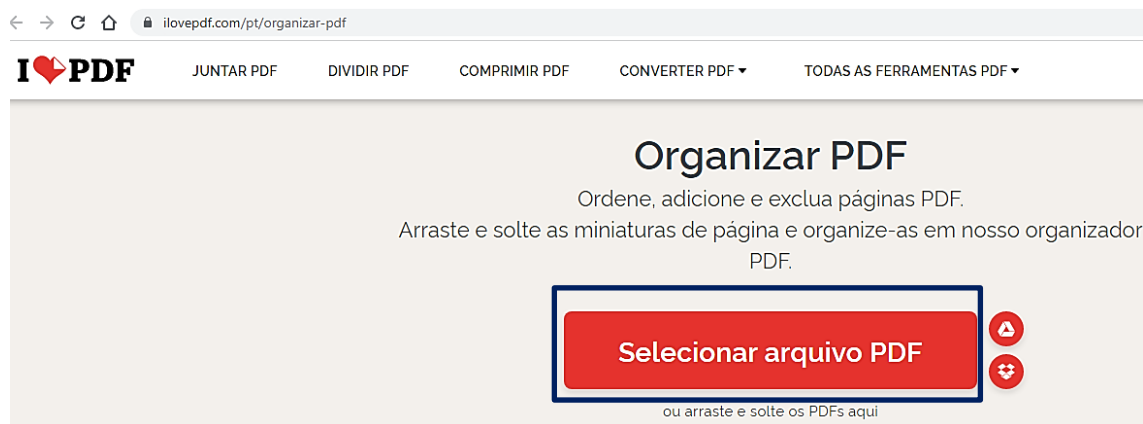 ilovepdf.com/pt/organizar-pdf
I PDF JUNTAR PDF DIVIDIR PDF COMPRIMIR PDF CONVERTER PDF TODAS AS FERRAMENTAS PDF
Organizar PDF
Ordene, adicione e exclua páginas PDF.
Arraste e solte as miniaturas de página e organize-as em nosso organizador
PDF.
Selecionar arquivo PDF
ou arraste e solte os PDFs aqui